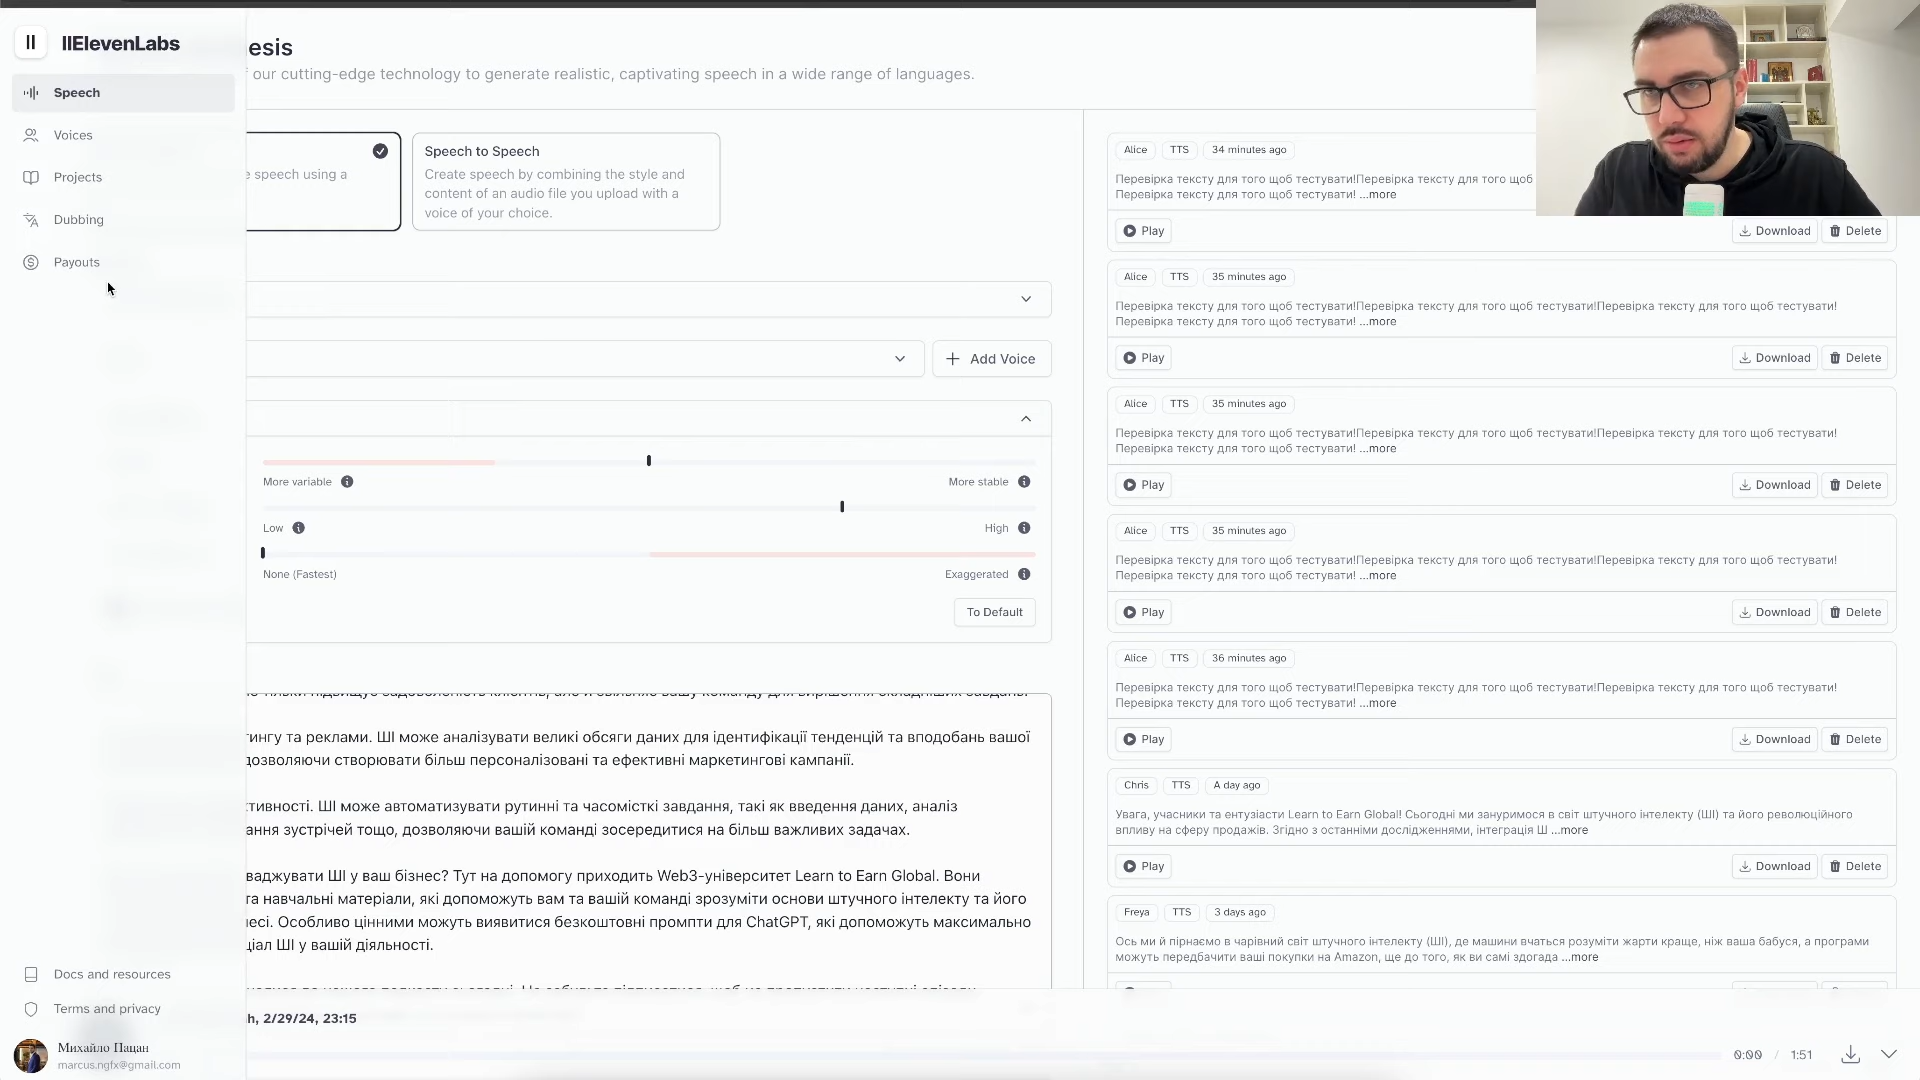 IIElevenLabs
Speech
Voices
Projects
Dubbing
Payouts
Docs and resources
Terms and privacy
Михайло Пацан
marcus.ngfx@gmail.com
esis
our cutting-edge technology to generate realistic, captivating speech in a wide range of languages.
e speech using a
Speech to Speech
Create speech by combining the style and
content of an audio file you upload with a
voice of your choice.
Add Voice
More variable
More stable
Low
High
None (Fastest)
Exaggerated
To Default
тингу та реклами. ШІ може аналізувати великі обсяги даних для ідентифікації тенденцій та вподобань вашої
дозволяючи створювати більш персоналізовані та ефективні маркетингові кампанії.
тивності. ШІ може автоматизувати рутинні та часомісткі завдання, такі як введення даних, аналіз
ання зустрічей тощо, дозволяючи вашій команді зосередитися на більш важливих задачах.
ваджувати ШІ у ваш бізнес? Тут на допомогу приходить Web3-університет Learn to Earn Global. Вони
та навчальні матеріали, які допоможуть вам та вашій команді зрозуміти основи штучного інтелекту та його
несі. Особливо цінними можуть виявитися безкоштовні промпти для ChatGPT, які допоможуть максимально
ціал ШІ у вашій діяльності.
h, 2/29/24, 23:15
0:00 / 1:51
Alice TTS 34 minutes ago
Перевірка тексту для того щоб тестувати!Перевірка тексту для того щоб
Перевірка тексту для того щоб тестувати! ...more
Play Download Delete
Alice TTS 35 minutes ago
Перевірка тексту для того щоб тестувати!Перевірка тексту для того щоб тестувати!Перевірка тексту для того щоб тестувати!
Перевірка тексту для того щоб тестувати! ...more
Play Download Delete
Alice TTS 35 minutes ago
Перевірка тексту для того щоб тестувати!Перевірка тексту для того щоб тестувати!Перевірка тексту для того щоб тестувати!
Перевірка тексту для того щоб тестувати! ...more
Play Download Delete
Alice TTS 35 minutes ago
Перевірка тексту для того щоб тестувати!Перевірка тексту для того щоб тестувати!Перевірка тексту для того щоб тестувати!
Перевірка тексту для того щоб тестувати! ...more
Play Download Delete
Alice TTS 36 minutes ago
Перевірка тексту для того щоб тестувати!Перевірка тексту для того щоб тестувати!Перевірка тексту для того щоб тестувати!
Перевірка тексту для того щоб тестувати! ...more
Play Download Delete
Chris TTS A day ago
Увага, учасники та ентузіасти Learn to Earn Global! Сьогодні ми зануримося в світ штучного інтелекту (ШІ) та його революційного
впливу на сферу продажів. Згідно з останніми дослідженнями, інтеграція Ш ...more
Play Download Delete
Freya TTS 3 days ago
Ось ми й пірнаємо в чарівний світ штучного інтелекту (ШІ), де машини вчаться розуміти жарти краще, ніж ваша бабуся, а програми
можуть передбачити ваші покупки на Amazon, ще до того, як ви самі здогада ...more